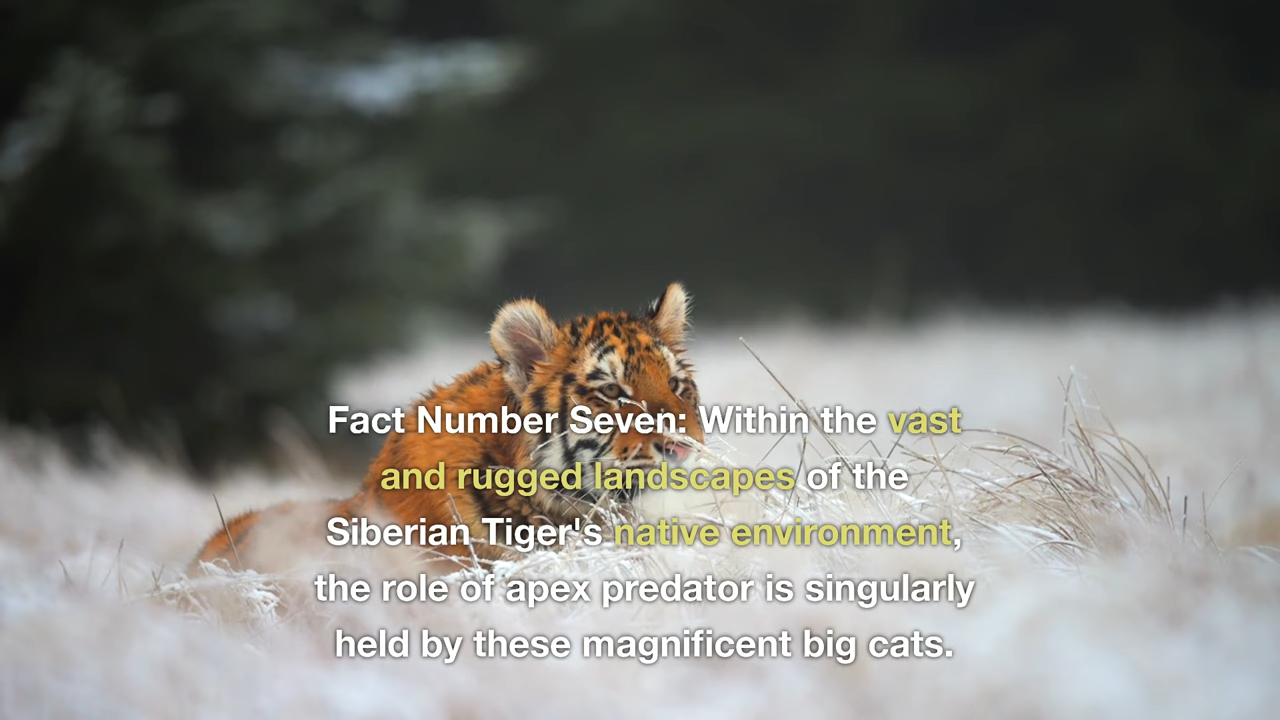 Fact Number Seven: Within the vast
and rugged landscapes of the
Siberian Tiger's native environment,
the role of apex predator is singularly
held by these magnificent big cats.